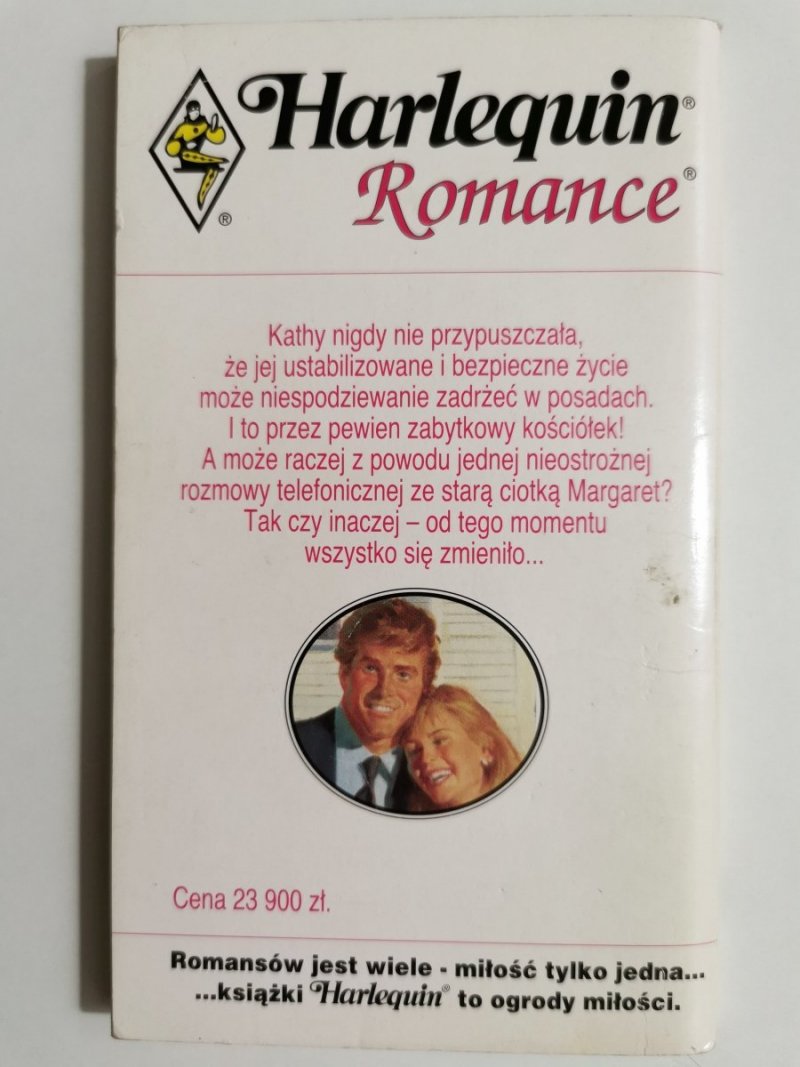 Harlequin®
Romance®
®
Kathy nigdy nie przypuszczała,
że jej ustabilizowane i bezpieczne życie
może niespodziewanie zadrżeć w posadach.
I to przez pewien zabytkowy kościółek!
A może raczej z powodu jednej nieostrożnej
rozmowy telefonicznej ze starą ciotką Margaret?
Tak czy inaczej – od tego momentu
wszystko się zmieniło...
Cena 23 900 zł.
Romansów jest wiele - miłość tylko jedna...
...książki Harlequin® to ogrody miłości.